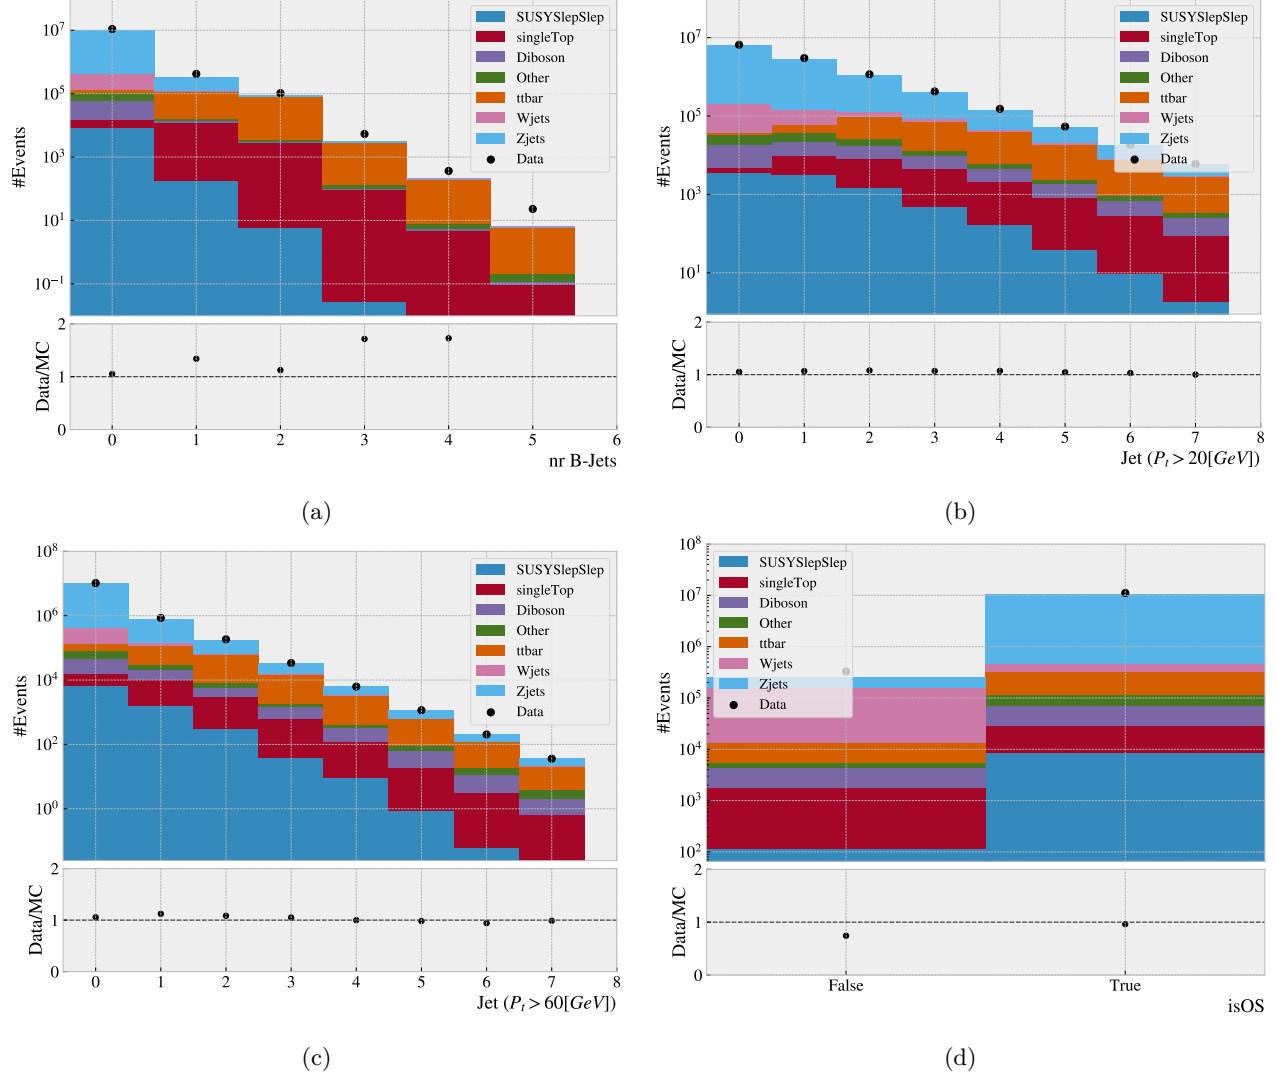 10^7
10^5
10^3
10^1
10^−1
#Events
SUSYSlepSlep
singleTop
Diboson
Other
ttbar
Wjets
Zjets
Data
2
1
0
Data/MC
0 1 2 3 4 5 6
nr B-Jets
(a)
10^7
10^5
10^3
10^1
#Events
SUSYSlepSlep
singleTop
Diboson
Other
ttbar
Wjets
Zjets
Data
2
1
0
Data/MC
0 1 2 3 4 5 6 7 8
Jet (P_t > 20[GeV])
(b)
10^8
10^6
10^4
10^2
10^0
#Events
SUSYSlepSlep
singleTop
Diboson
Other
ttbar
Wjets
Zjets
Data
2
1
0
Data/MC
0 1 2 3 4 5 6 7 8
Jet (P_t > 60[GeV])
(c)
10^8
10^7
10^6
10^5
10^4
10^3
10^2
#Events
SUSYSlepSlep
singleTop
Diboson
Other
ttbar
Wjets
Zjets
Data
2
1
0
Data/MC
False True
isOS
(d)